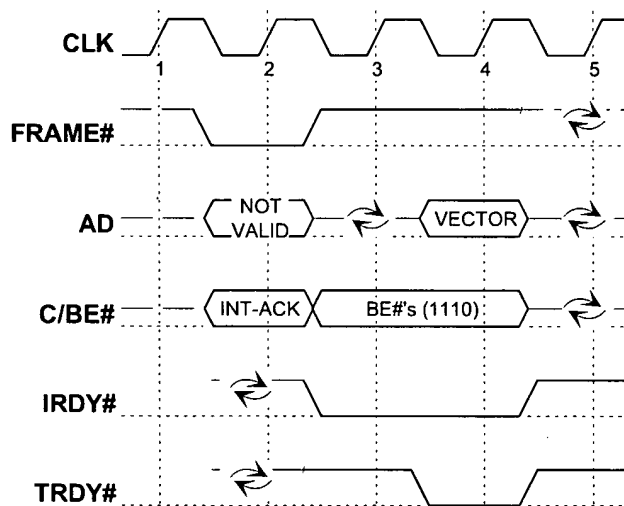 CLK
1 2 3 4 5
FRAME#
AD NOT VALID VECTOR
C/BE# INT-ACK BE#'s (1110)
IRDY#
TRDY#